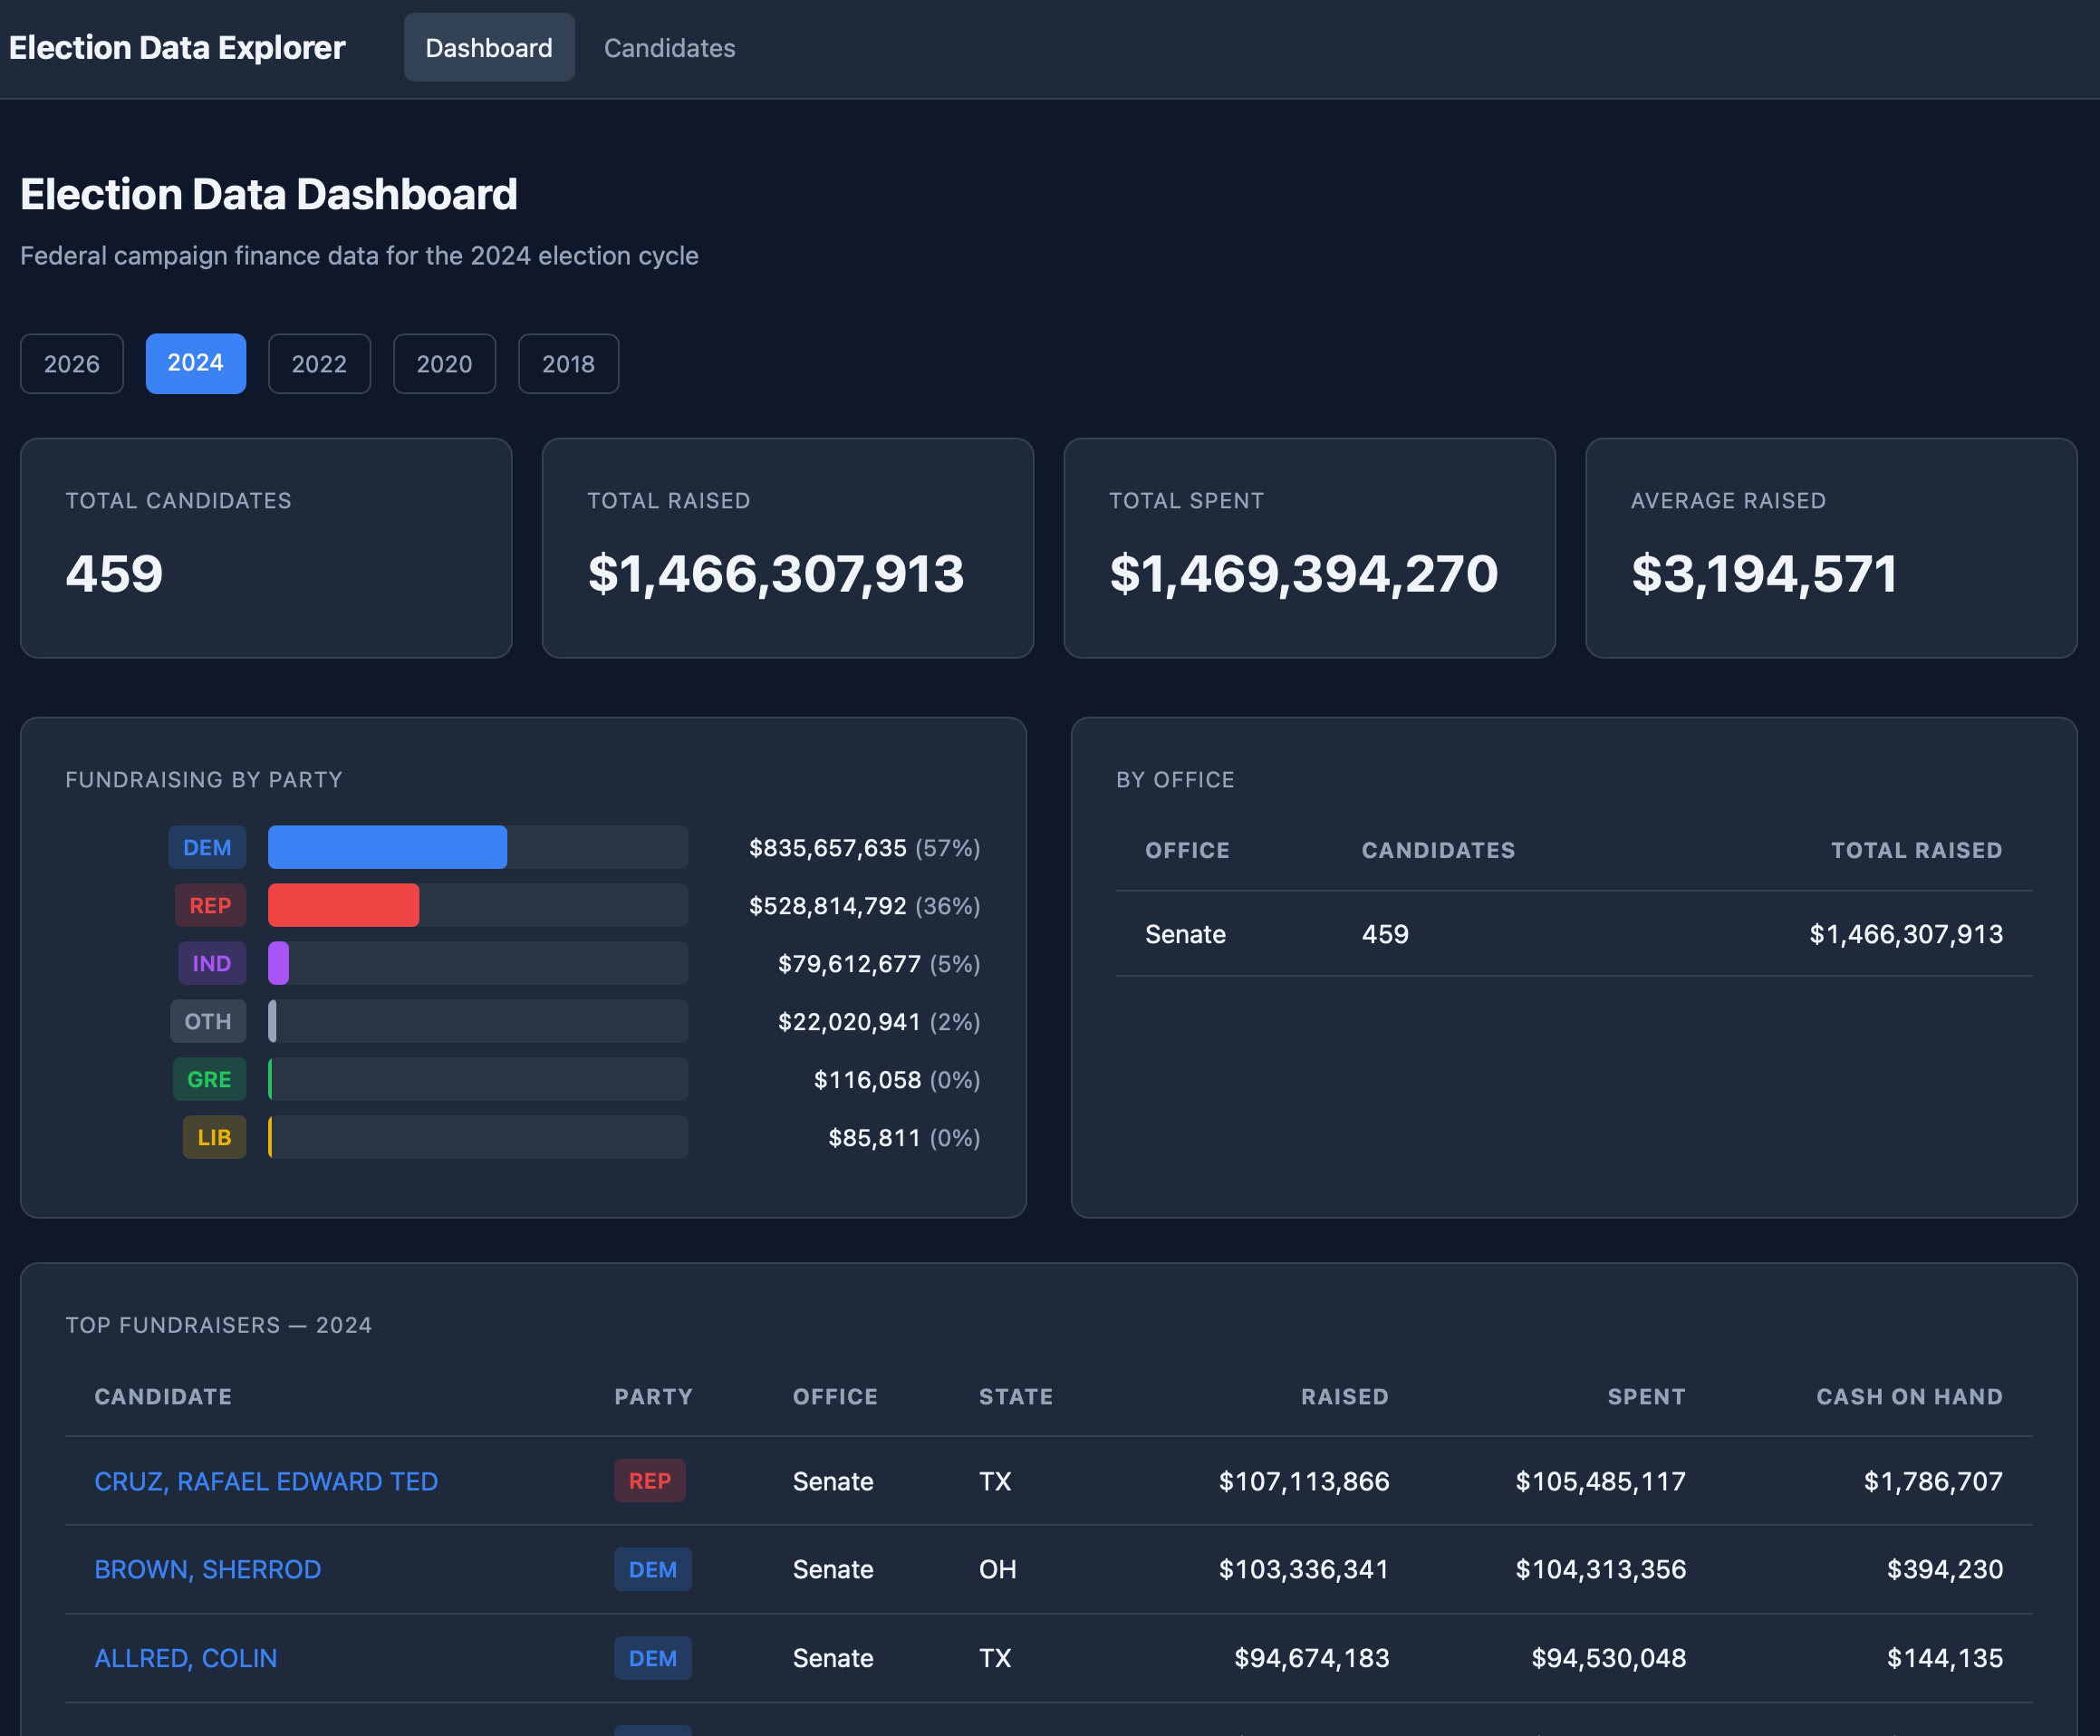 Election Data Explorer Dashboard Candidates
Election Data Dashboard
Federal campaign finance data for the 2024 election cycle
2026 2024 2022 2020 2018
TOTAL CANDIDATES TOTAL RAISED TOTAL SPENT AVERAGE RAISED
459 $1,466,307,913 $1,469,394,270 $3,194,571
FUNDRAISING BY PARTY
DEM $835,657,635 (57%)
REP $528,814,792 (36%)
IND $79,612,677 (5%)
OTH $22,020,941 (2%)
GRE $116,058 (0%)
LIB $85,811 (0%)
BY OFFICE
OFFICE CANDIDATES TOTAL RAISED
Senate 459 $1,466,307,913
TOP FUNDRAISERS — 2024
CANDIDATE PARTY OFFICE STATE RAISED SPENT CASH ON HAND
CRUZ, RAFAEL EDWARD TED REP Senate TX $107,113,866 $105,485,117 $1,786,707
BROWN, SHERROD DEM Senate OH $103,336,341 $104,313,356 $394,230
ALLRED, COLIN DEM Senate TX $94,674,183 $94,530,048 $144,135